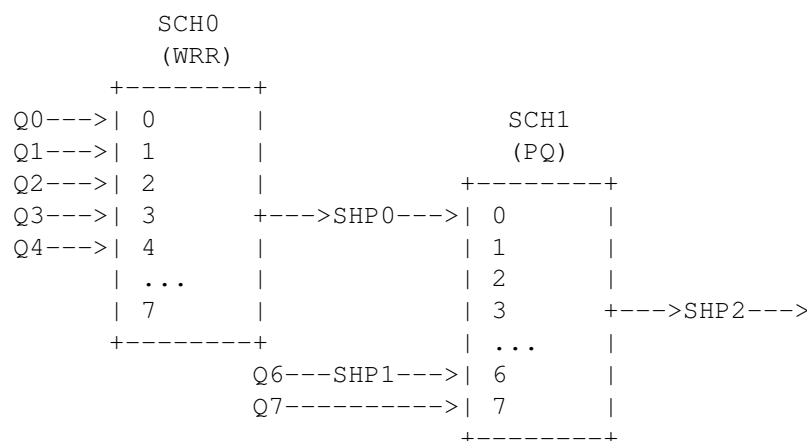 SCH0
             (WRR)
          +--------+
Q0--->| 0      |                  SCH1
Q1--->| 1      |                  (PQ)
Q2--->| 2      |               +--------+
Q3--->| 3      +--->SHP0--->| 0      |
Q4--->| 4      |               | 1      |
          | ...    |               | 2      |
          | 7      |               | 3      +--->SHP2--->
          +--------+               | ...    |
                   Q6---SHP1--->| 6      |
                   Q7---------->| 7      |
                                   +--------+